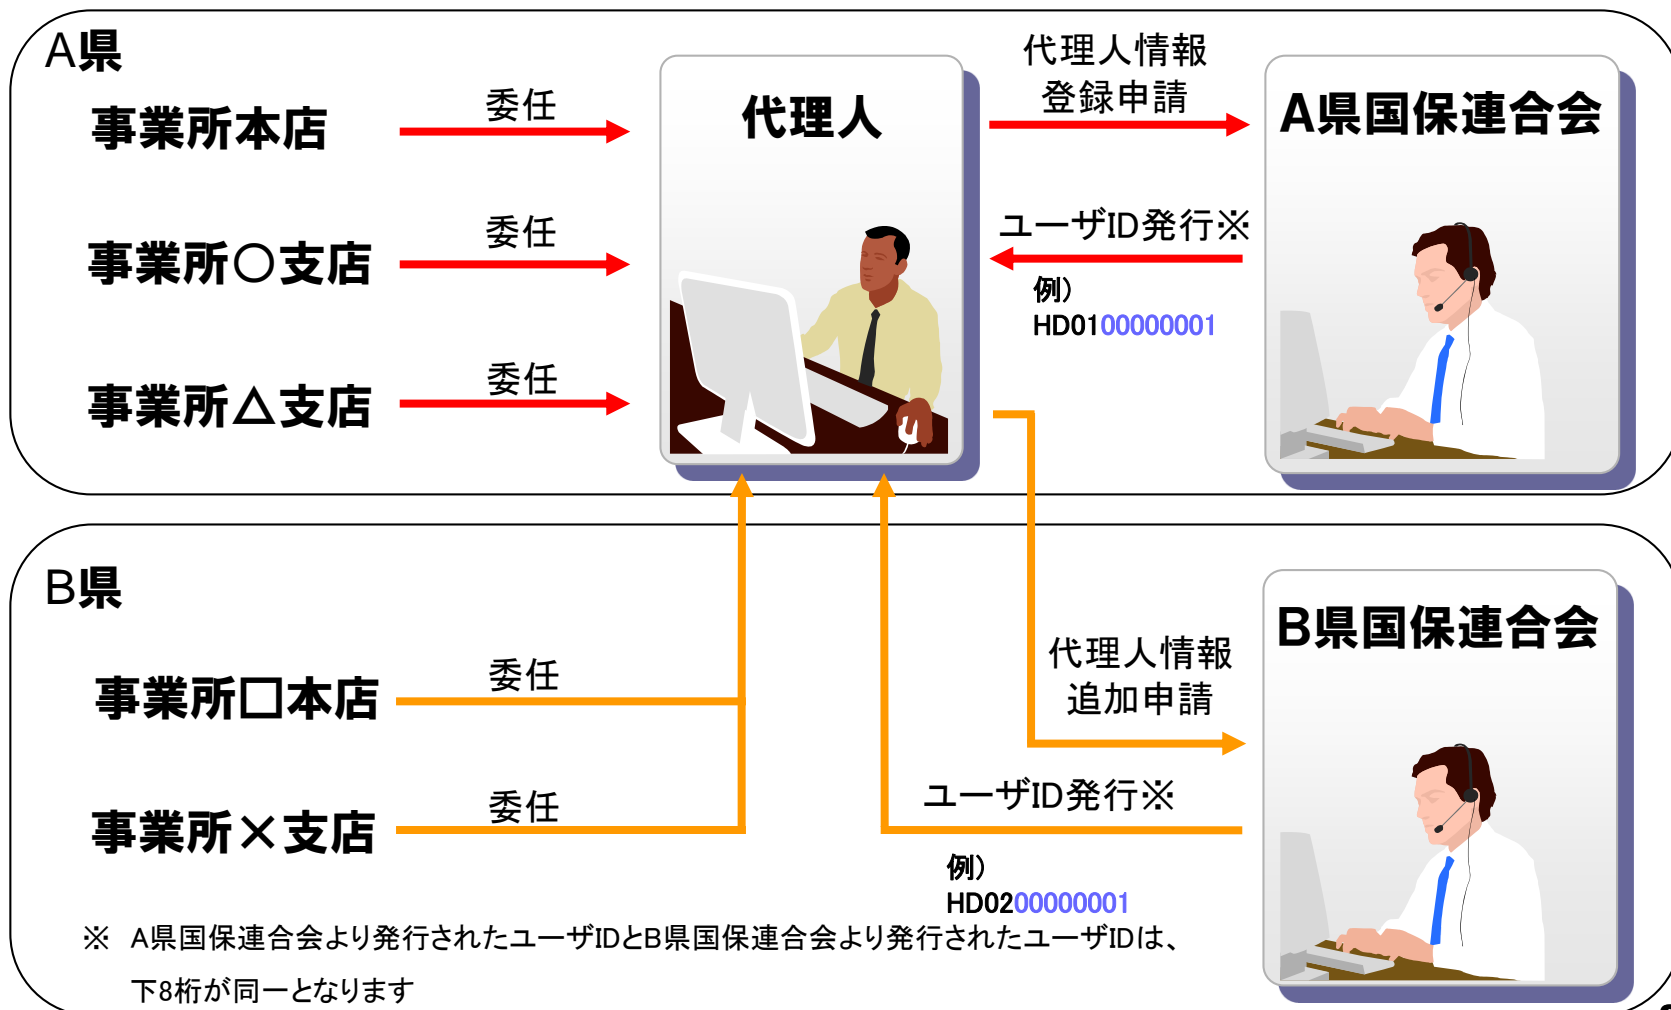 A県
事業所本店
委任
代理人
代理人情報
登録申請
A県国保連合会
事業所○支店
委任
ユーザID発行※
例)
HD0100000001
事業所△支店
委任
B県
B県国保連合会
事業所□本店
委任
代理人情報
追加申請
事業所×支店
委任
ユーザID発行※
例)
HD0200000001
※ A県国保連合会より発行されたユーザIDとB県国保連合会より発行されたユーザIDは、
下8桁が同一となります